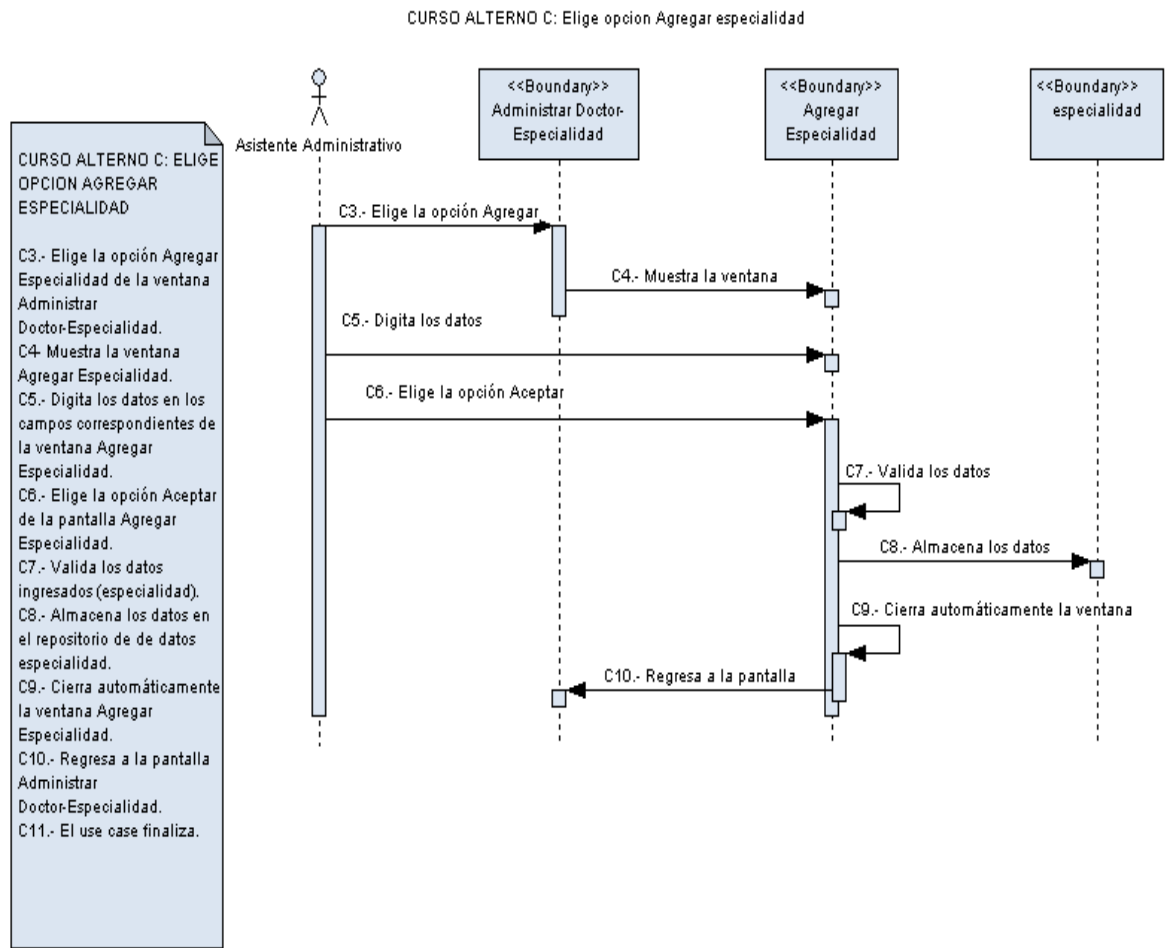 CURSO ALTERNO C: Elige opcion Agregar especialidad
CURSO ALTERNO C: ELIGE
OPCION AGREGAR
ESPECIALIDAD
C3.- Elige la opción Agregar
Especialidad de la ventana
Administrar
Doctor-Especialidad.
C4- Muestra la ventana
Agregar Especialidad.
C5.- Digita los datos en los
campos correspondientes de
la ventana Agregar
Especialidad.
C6.- Elige la opción Aceptar
de la pantalla Agregar
Especialidad.
C7.- Valida los datos
ingresados (especialidad).
C8.- Almacena los datos en
el repositorio de de datos
especialidad.
C9.- Cierra automáticamente
la ventana Agregar
Especialidad.
C10.- Regresa a la pantalla
Administrar
Doctor-Especialidad.
C11.- El use case finaliza.
Asistente Administrativo
<<Boundary>>
Administrar Doctor-
Especialidad
<<Boundary>>
Agregar
Especialidad
<<Boundary>>
especialidad
C3.- Elige la opción Agregar
C4.- Muestra la ventana
C5.- Digita los datos
C6.- Elige la opción Aceptar
C7.- Valida los datos
C8.- Almacena los datos
C9.- Cierra automáticamente la ventana
C10.- Regresa a la pantalla